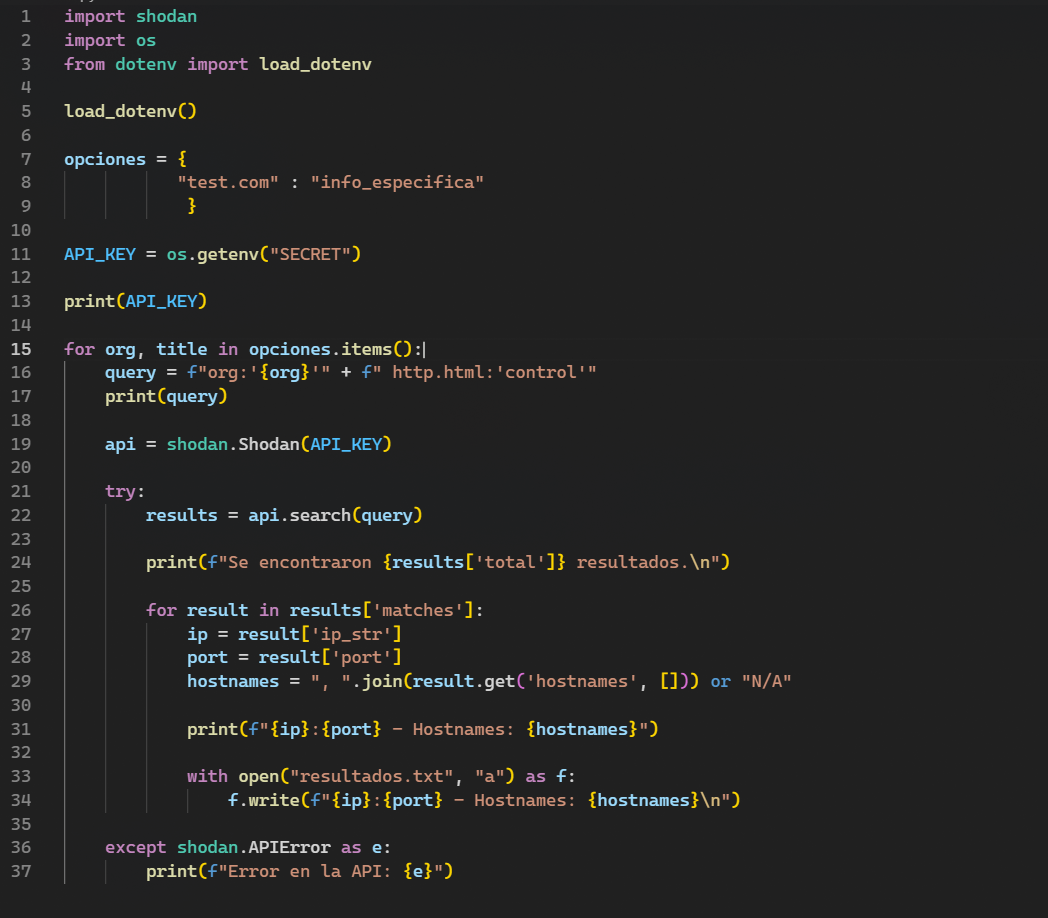 1 import shodan
2 import os
3 from dotenv import load_dotenv
4
5 load_dotenv()
6
7 opciones = {
8 "test.com" : "info_especifica"
9 }
10
11 API_KEY = os.getenv("SECRET")
12
13 print(API_KEY)
14
15 for org, title in opciones.items():
16 query = f"org:'{org}'" + f" http.html:'control'"
17 print(query)
18
19 api = shodan.Shodan(API_KEY)
20
21 try:
22 results = api.search(query)
23
24 print(f"Se encontraron {results['total']} resultados.\n")
25
26 for result in results['matches']:
27 ip = result['ip_str']
28 port = result['port']
29 hostnames = ", ".join(result.get('hostnames', [])) or "N/A"
30
31 print(f"{ip}:{port} - Hostnames: {hostnames}")
32
33 with open("resultados.txt", "a") as f:
34 f.write(f"{ip}:{port} - Hostnames: {hostnames}\n")
35
36 except shodan.APIError as e:
37 print(f"Error en la API: {e}")